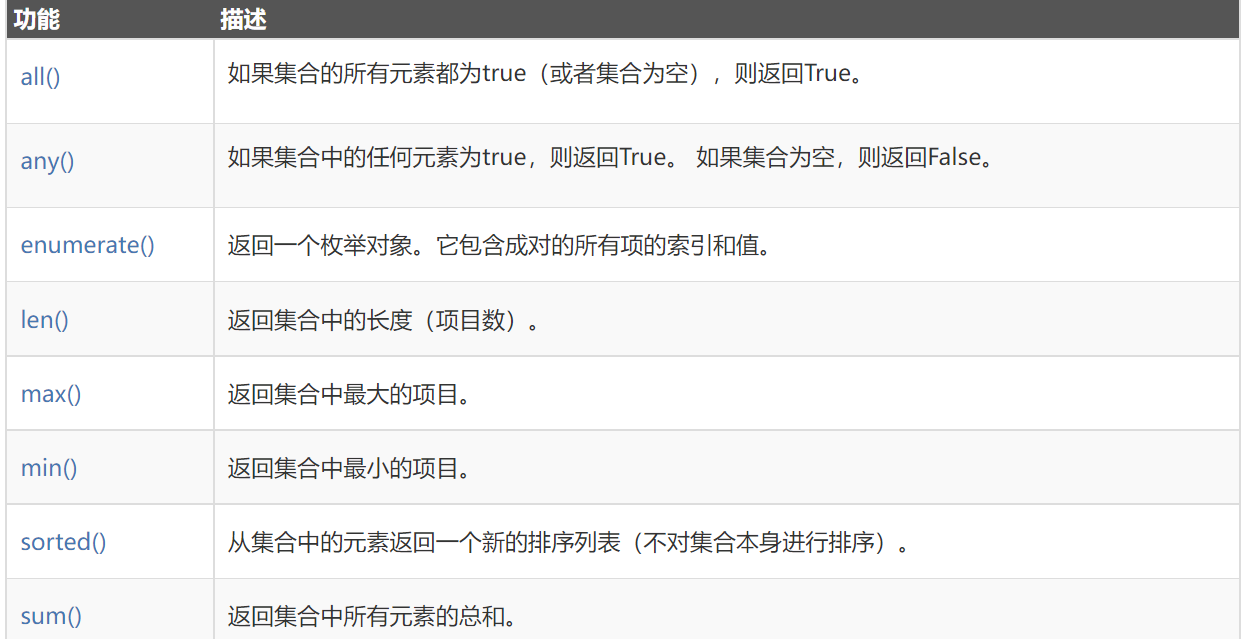 功能 描述
all() 如果集合的所有元素都为true（或者集合为空），则返回True。
any() 如果集合中的任何元素为true，则返回True。 如果集合为空，则返回False。
enumerate() 返回一个枚举对象。它包含成对的所有项的索引和值。
len() 返回集合中的长度（项目数）。
max() 返回集合中最大的项目。
min() 返回集合中最小的项目。
sorted() 从集合中的元素返回一个新的排序列表（不对集合本身进行排序）。
sum() 返回集合中所有元素的总和。